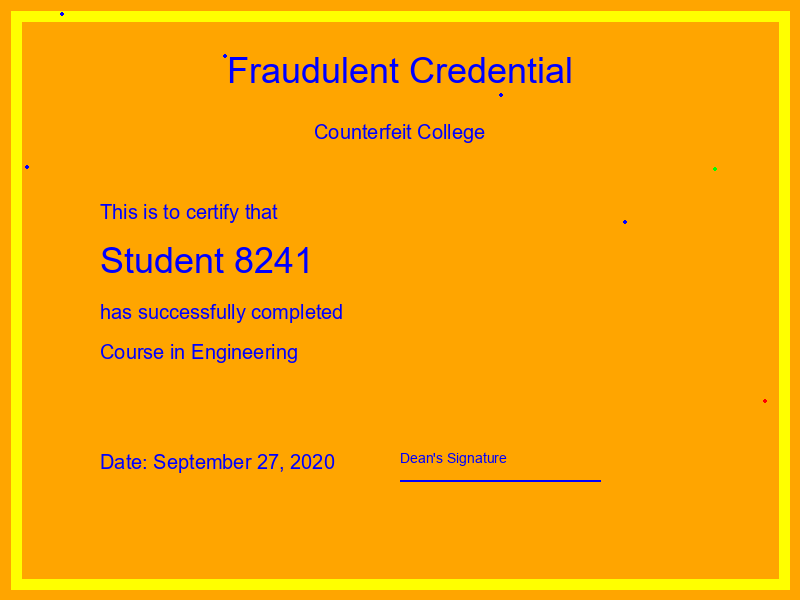 Fraudulent Credential
Counterfeit College
This is to certify that
Student 8241
has successfully completed
Course in Engineering
Date: September 27, 2020
Dean's Signature